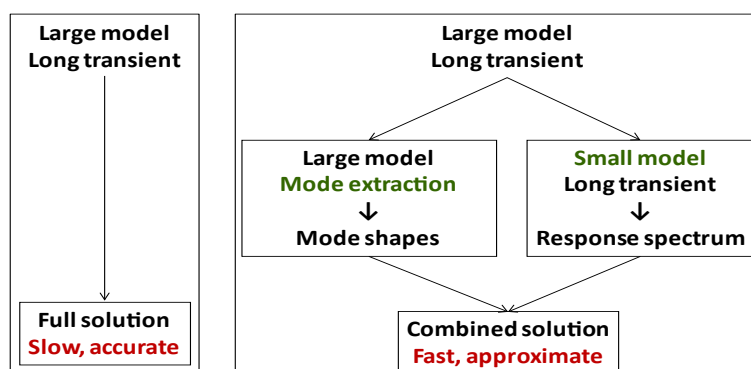 Large model
Long transient
Full solution
Slow, accurate
Large model
Long transient
Large model
Mode extraction
↓
Mode shapes
Small model
Long transient
↓
Response spectrum
Combined solution
Fast, approximate